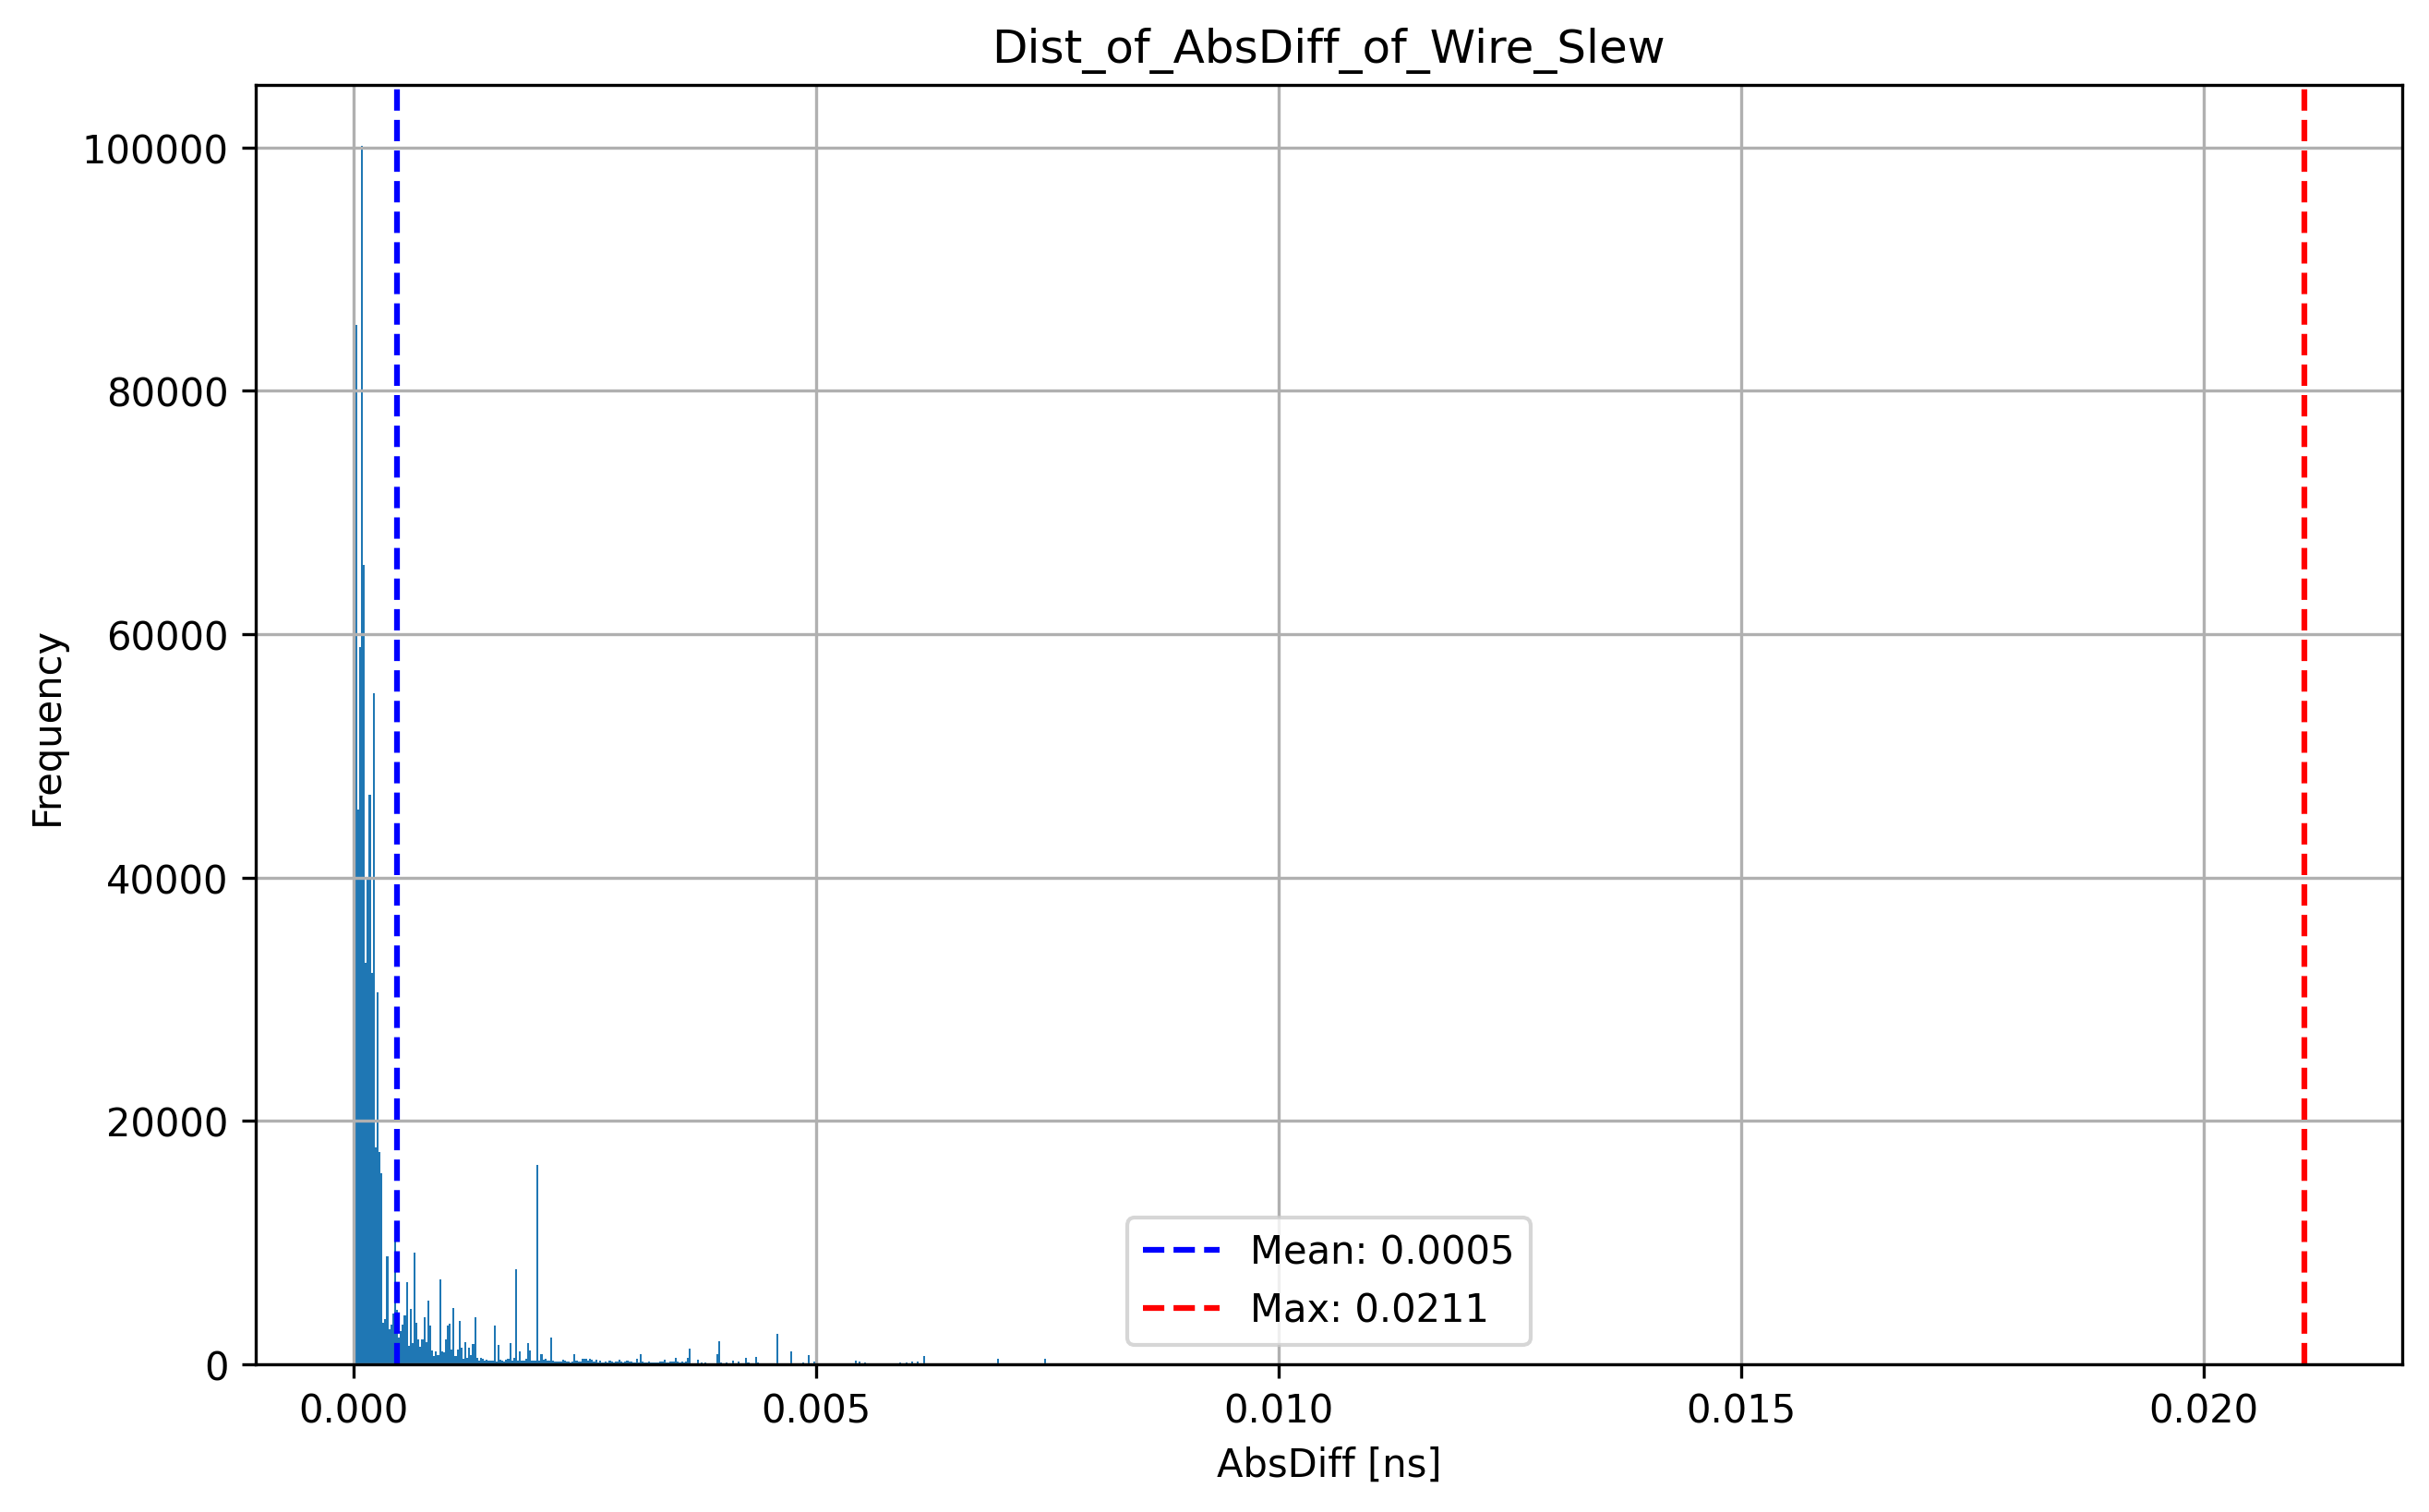 Dist_of_AbsDiff_of_Wire_Slew
100000
80000
60000
40000
20000
0
Frequency
Mean: 0.0005
Max: 0.0211
0.000 0.005 0.010 0.015 0.020
AbsDiff [ns]